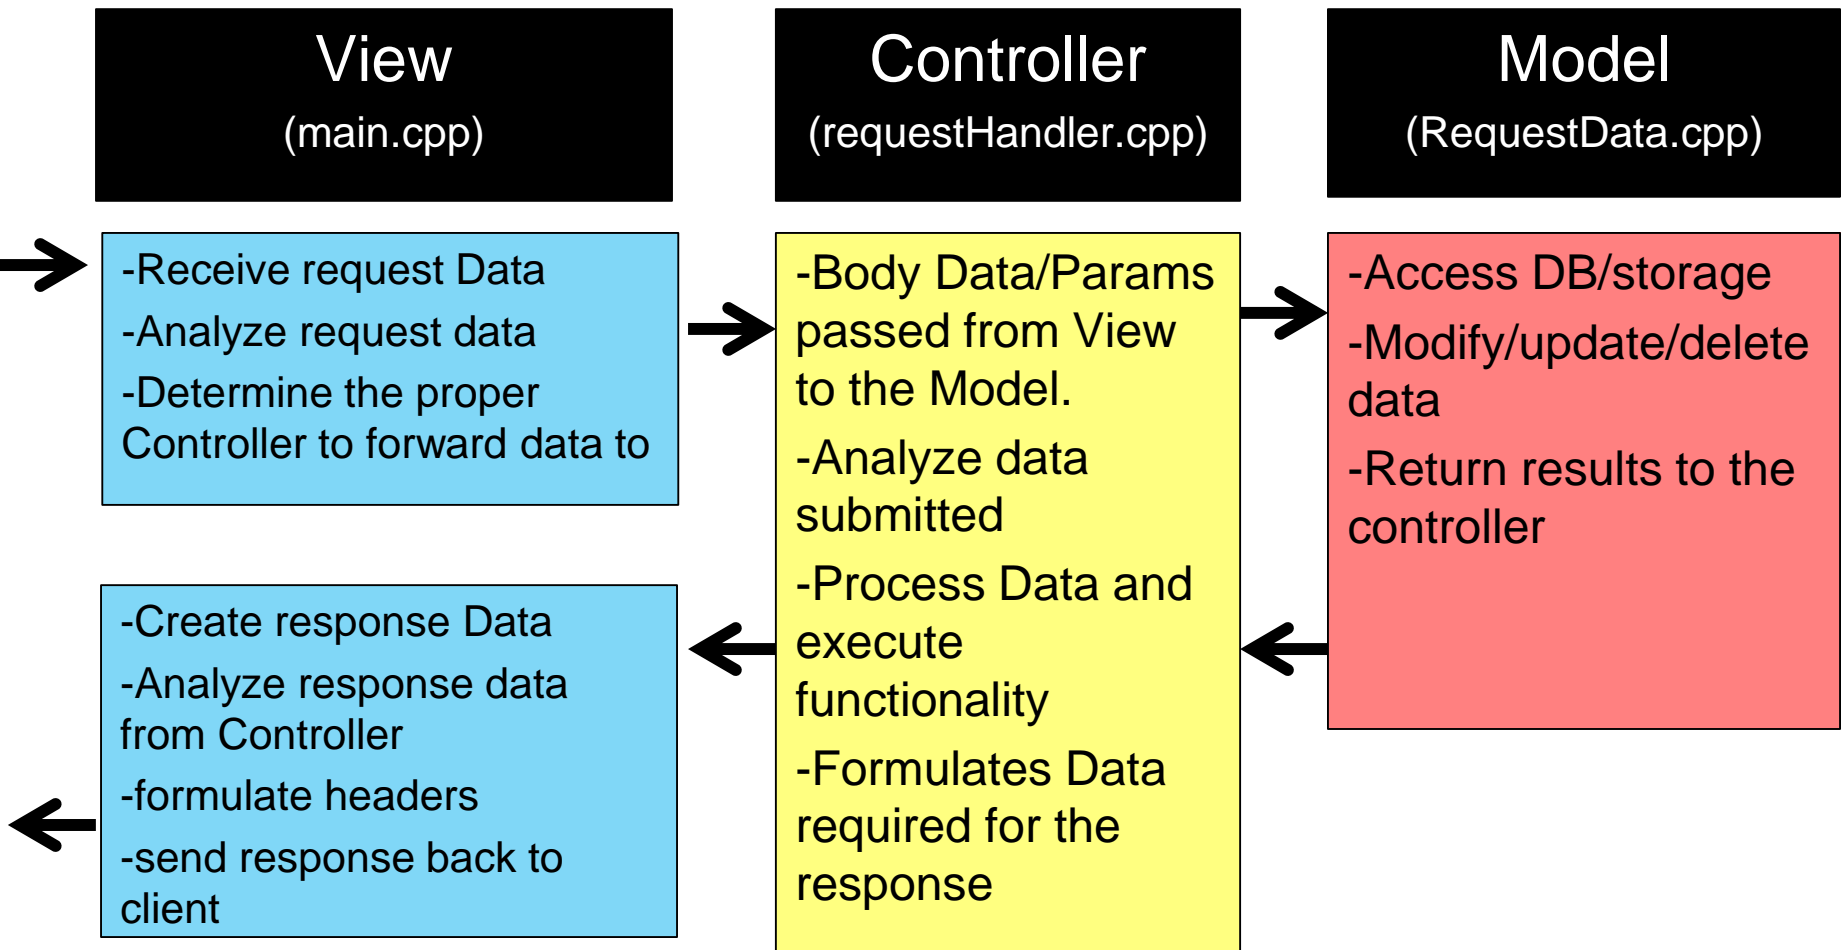 View
(main.cpp)
Controller
(requestHandler.cpp)
Model
(RequestData.cpp)
-Receive request Data
-Analyze request data
-Determine the proper
Controller to forward data to
-Create response Data
-Analyze response data
from Controller
-formulate headers
-send response back to
client
-Body Data/Params
passed from View
to the Model.
-Analyze data
submitted
-Process Data and
execute
functionality
-Formulates Data
required for the
response
-Access DB/storage
-Modify/update/delete
data
-Return results to the
controller